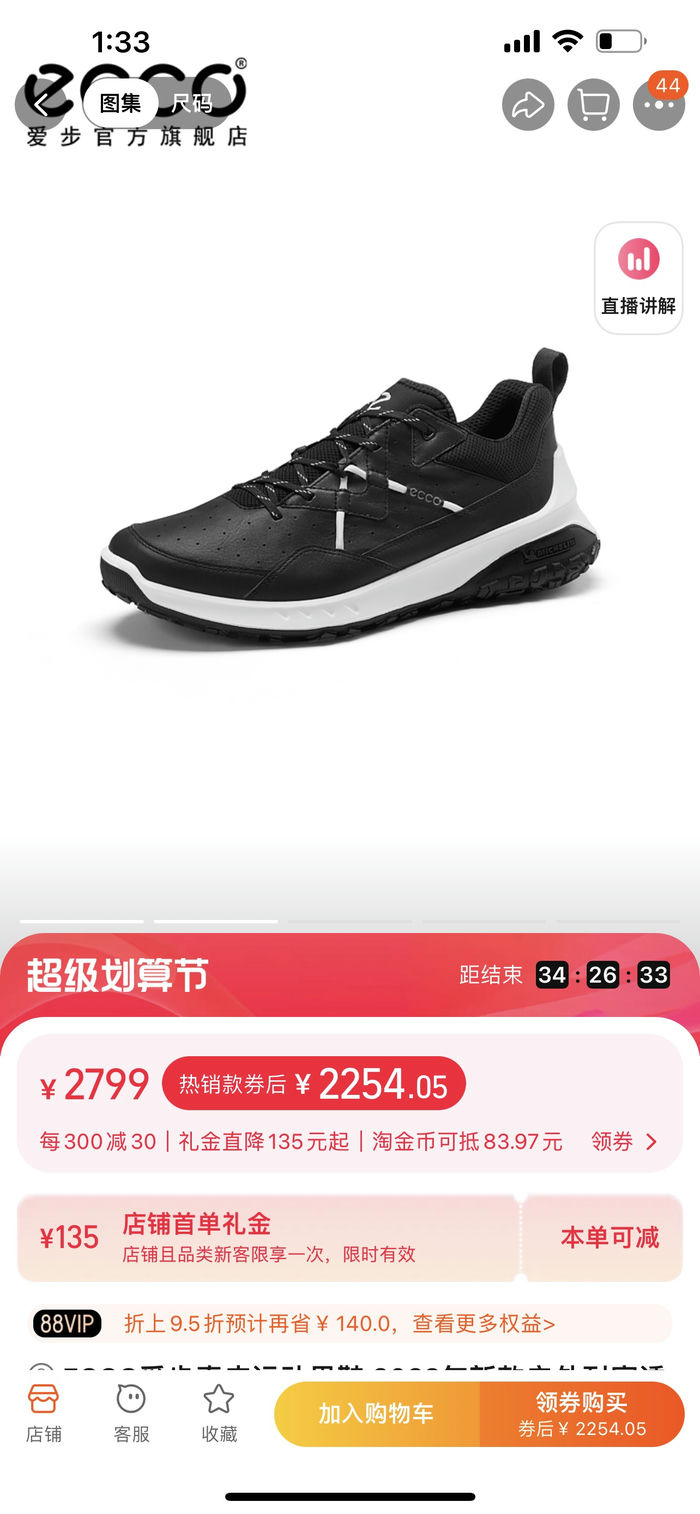 1:33
ecco®
图集
尺码
44
爱步官方旗舰店
直播讲解
ecco
MICHELIN
超级划算节
距结束 34:26:33
¥2799 热销款券后¥2254.05
每300减30|礼金直降135元起|淘金币可抵83.97元 领券 >
¥135 店铺首单礼金
店铺且品类新客限享一次，限时有效
本单可减
88VIP 折上9.5折预计再省¥140.0，查看更多权益>
店铺
客服
收藏
加入购物车
领券购买
券后¥2254.05